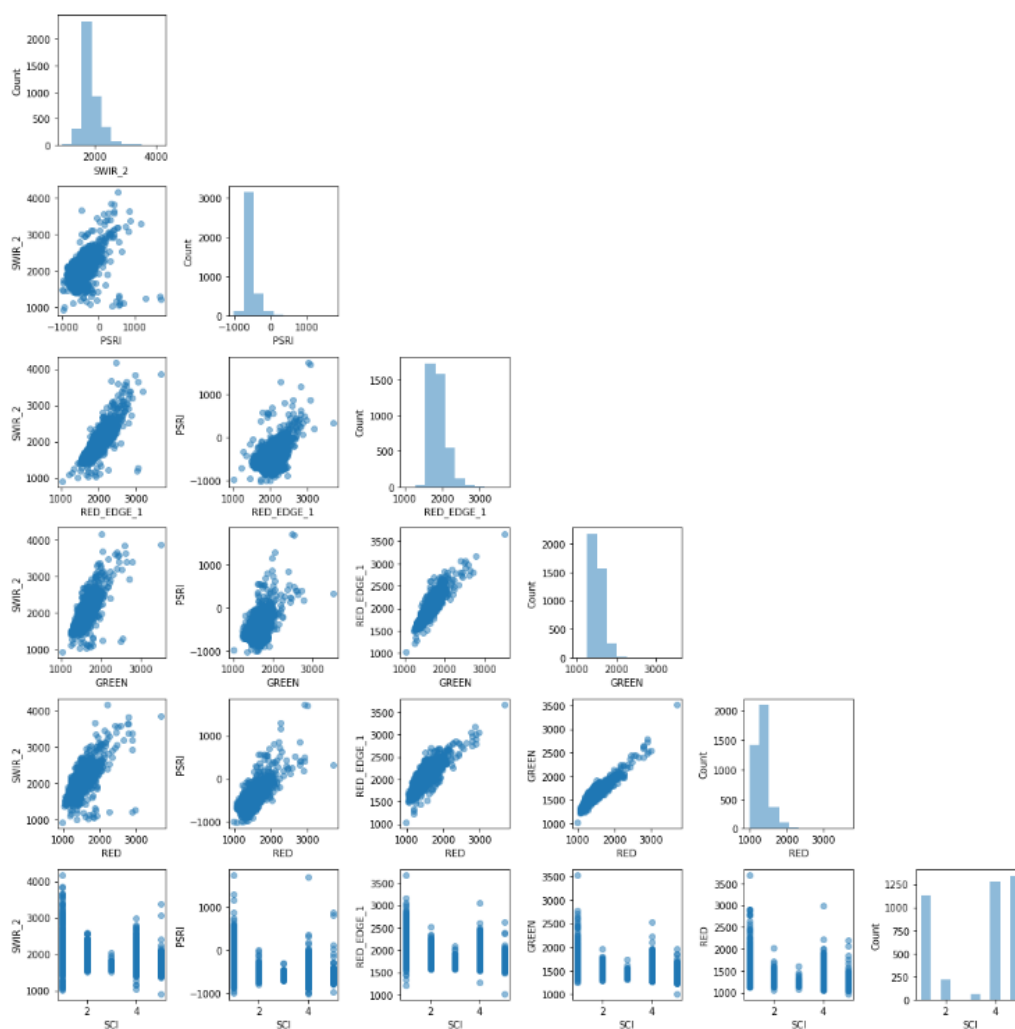 2000
1500
1000
500
0
Count
2000 4000
SWIR_2
4000
3000
2000
1000
SWIR_2
−1000 0 1000
PSRI
3000
2000
1000
0
Count
−1000 0 1000
PSRI
4000
3000
2000
1000
SWIR_2
1000 2000 3000
RED_EDGE_1
1000
0
−1000
PSRI
1000 2000 3000
RED_EDGE_1
1500
1000
500
0
Count
1000 2000 3000
RED_EDGE_1
4000
3000
2000
1000
SWIR_2
1000 2000 3000
GREEN
1000
0
−1000
PSRI
1000 2000 3000
GREEN
3500
3000
2500
2000
1500
1000
RED_EDGE_1
1000 2000 3000
GREEN
2000
1500
1000
500
0
Count
1000 2000 3000
GREEN
4000
3000
2000
1000
SWIR_2
1000 2000 3000
RED
1000
0
−1000
PSRI
1000 2000 3000
RED
3500
3000
2500
2000
1500
1000
RED_EDGE_1
1000 2000 3000
RED
3500
3000
2500
2000
1500
1000
GREEN
1000 2000 3000
RED
2000
1500
1000
500
0
Count
1000 2000 3000
RED
4000
3000
2000
1000
SWIR_2
2 4
SCI
1000
0
−1000
PSRI
2 4
SCI
3500
3000
2500
2000
1500
1000
RED_EDGE_1
2 4
SCI
3500
3000
2500
2000
1500
1000
GREEN
2 4
SCI
3500
3000
2500
2000
1500
1000
RED
2 4
SCI
1250
1000
750
500
250
0
Count
2 4
SCI